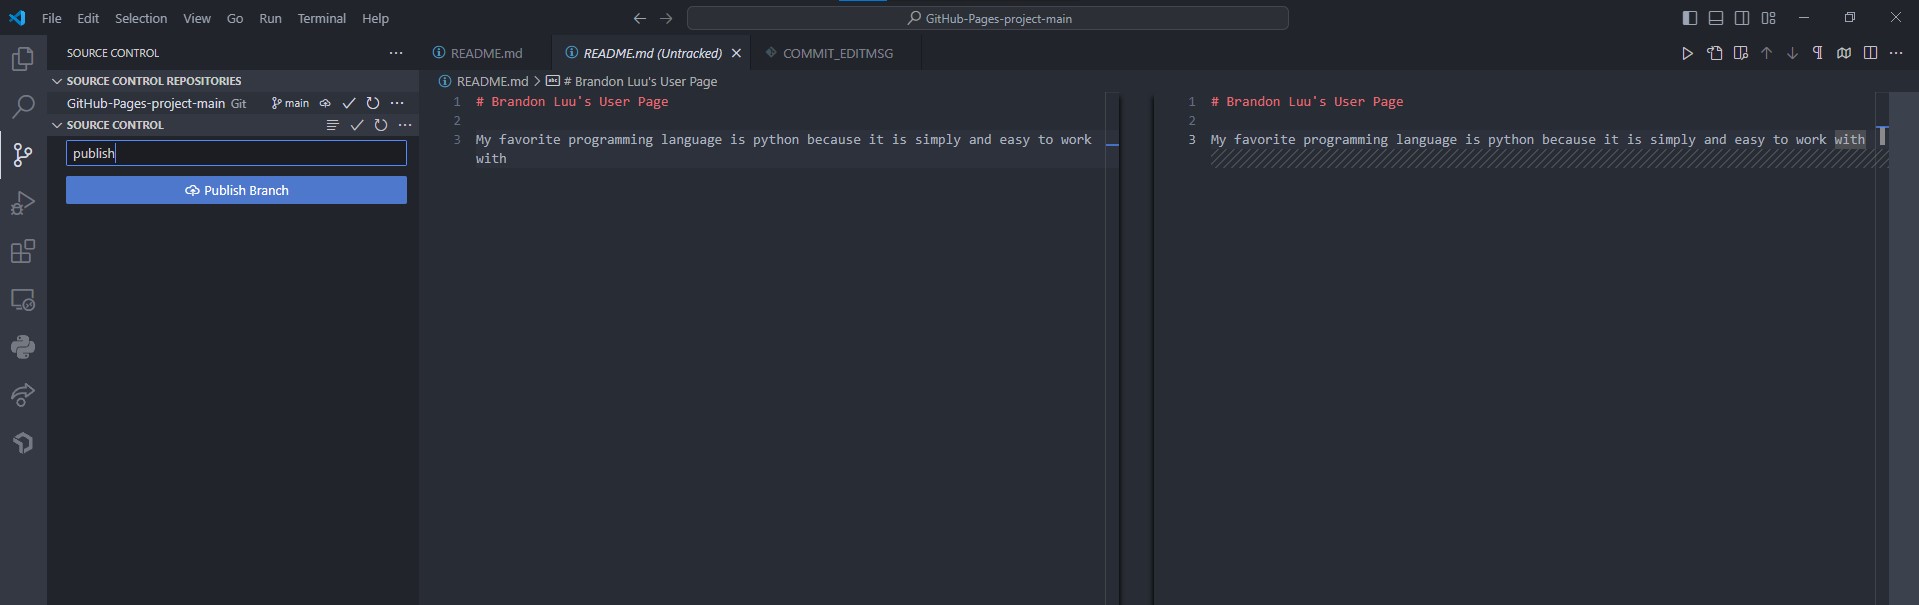 File Edit Selection View Go Run Terminal Help
GitHub-Pages-project-main
SOURCE CONTROL
SOURCE CONTROL REPOSITORIES
GitHub-Pages-project-main Git main
SOURCE CONTROL
publish
Publish Branch
README.md README.md (Untracked) COMMIT_EDITMSG
README.md > # Brandon Luu's User Page
1 # Brandon Luu's User Page
2
3 My favorite programming language is python because it is simply and easy to work
with
1 # Brandon Luu's User Page
2
3 My favorite programming language is python because it is simply and easy to work with